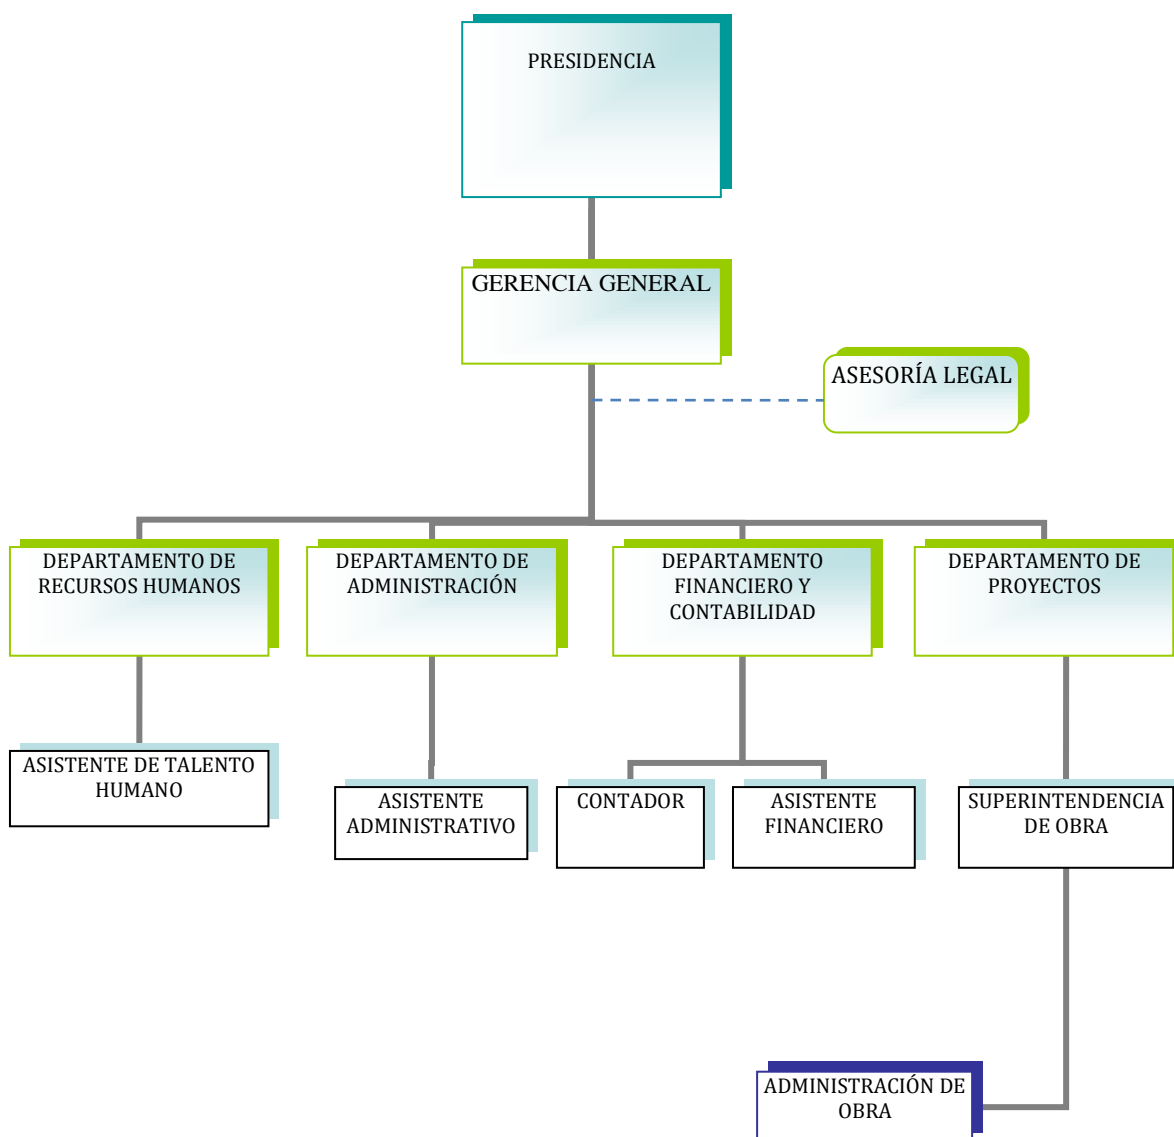 PRESIDENCIA
GERENCIA GENERAL
ASESORÍA LEGAL
DEPARTAMENTO DE
RECURSOS HUMANOS
DEPARTAMENTO DE
ADMINISTRACIÓN
DEPARTAMENTO
FINANCIERO Y
CONTABILIDAD
DEPARTAMENTO DE
PROYECTOS
ASISTENTE DE TALENTO
HUMANO
ASISTENTE
ADMINISTRATIVO
CONTADOR
ASISTENTE
FINANCIERO
SUPERINTENDENCIA
DE OBRA
ADMINISTRACIÓN DE
OBRA